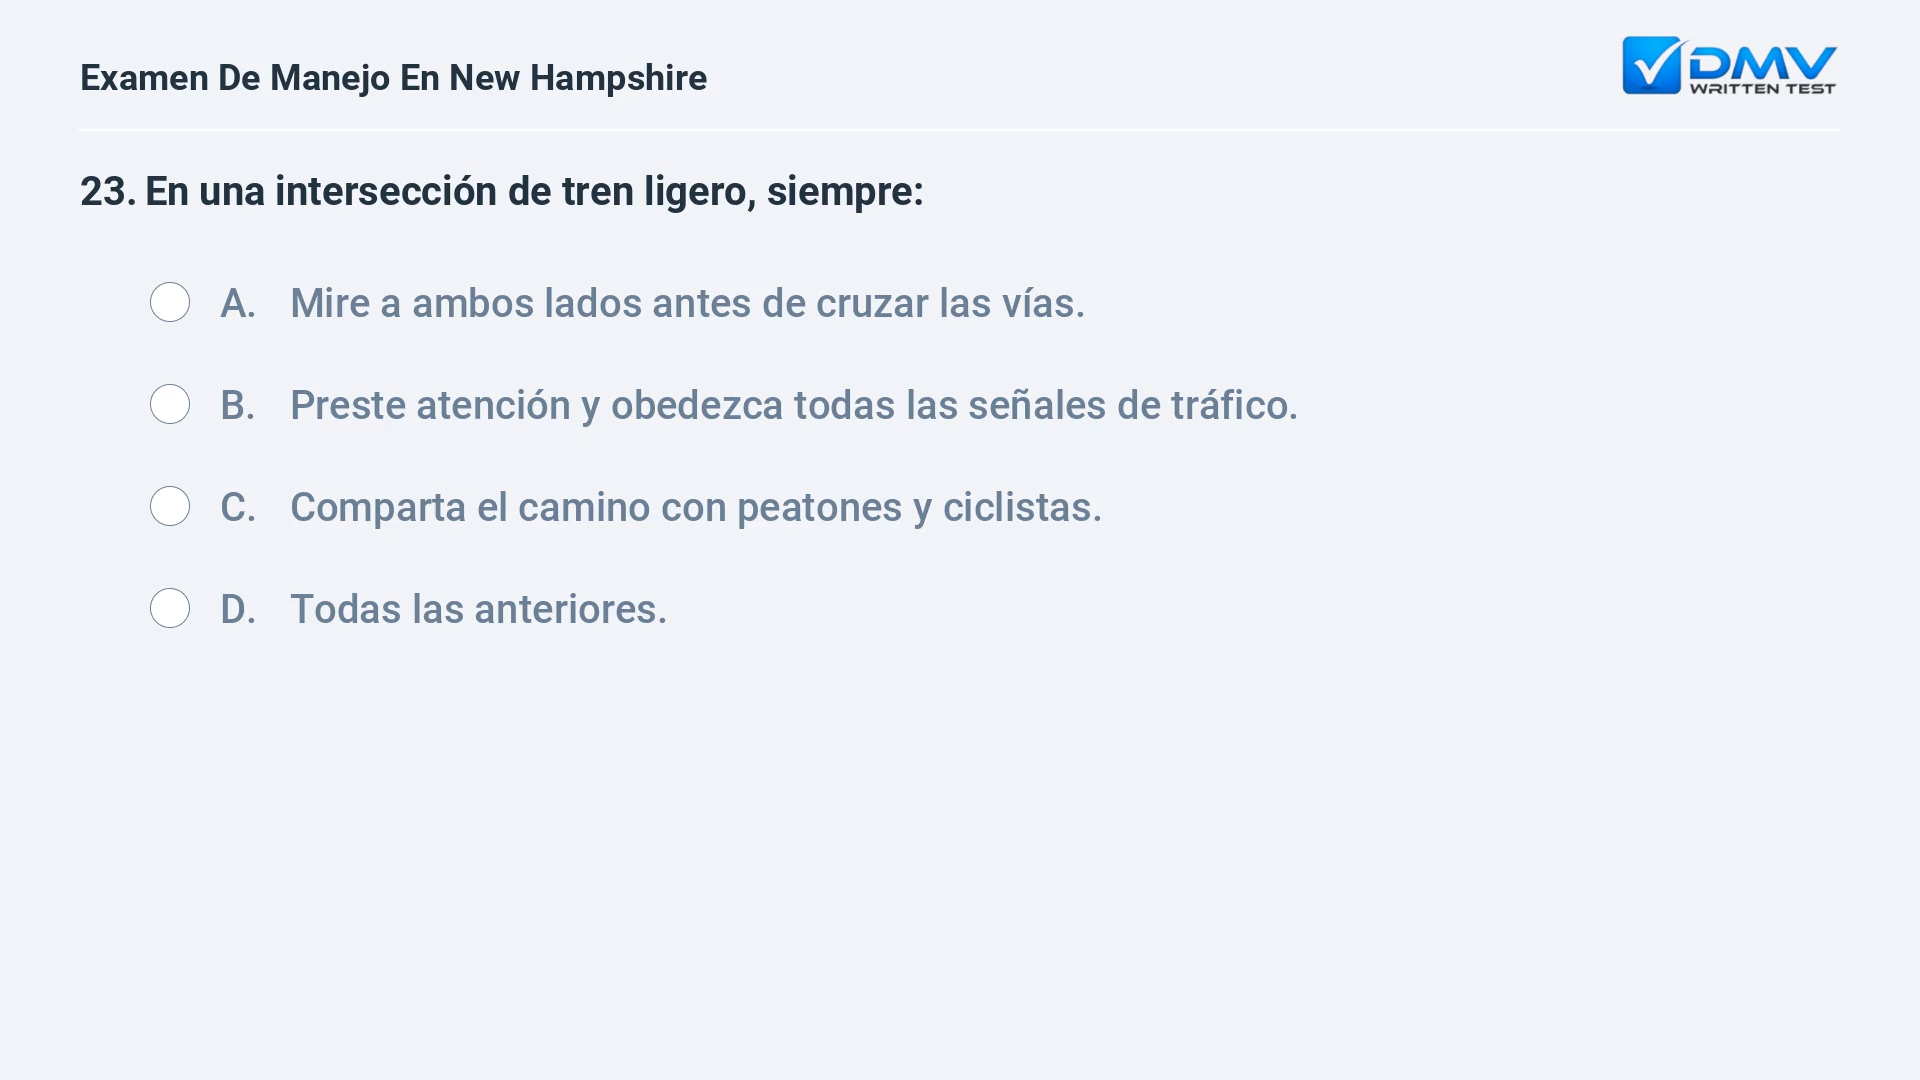 Examen De Manejo En New Hampshire
DMV
WRITTEN TEST
23. En una intersección de tren ligero, siempre:
A. Mire a ambos lados antes de cruzar las vías.
B. Preste atención y obedezca todas las señales de tráfico.
C. Comparta el camino con peatones y ciclistas.
D. Todas las anteriores.